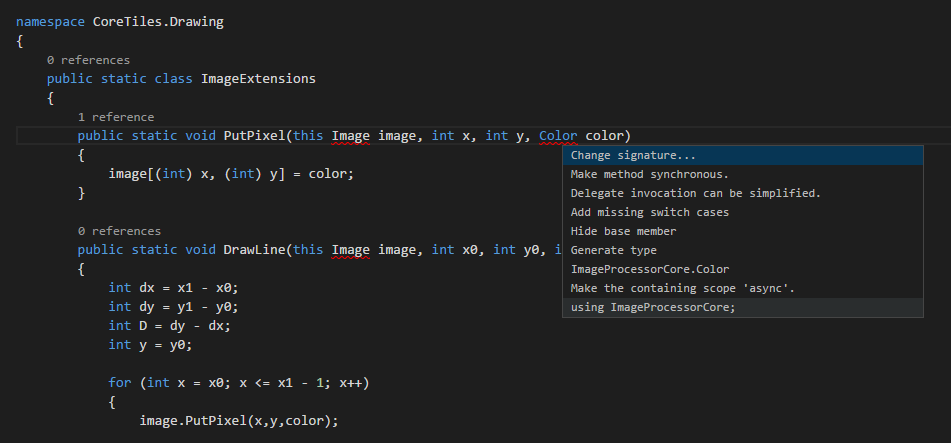 namespace CoreTiles.Drawing
{
0 references
public static class ImageExtensions
{
1 reference
public static void PutPixel(this Image image, int x, int y, Color color)
{
image[(int) x, (int) y] = color;
}
0 references
public static void DrawLine(this Image image, int x0, int y0, i
{
int dx = x1 - x0;
int dy = y1 - y0;
int D = dy - dx;
int y = y0;
for (int x = x0; x <= x1 - 1; x++)
{
image.PutPixel(x,y,color);
Change signature...
Make method synchronous.
Delegate invocation can be simplified.
Add missing switch cases
Hide base member
Generate type
ImageProcessorCore.Color
Make the containing scope 'async'.
using ImageProcessorCore;